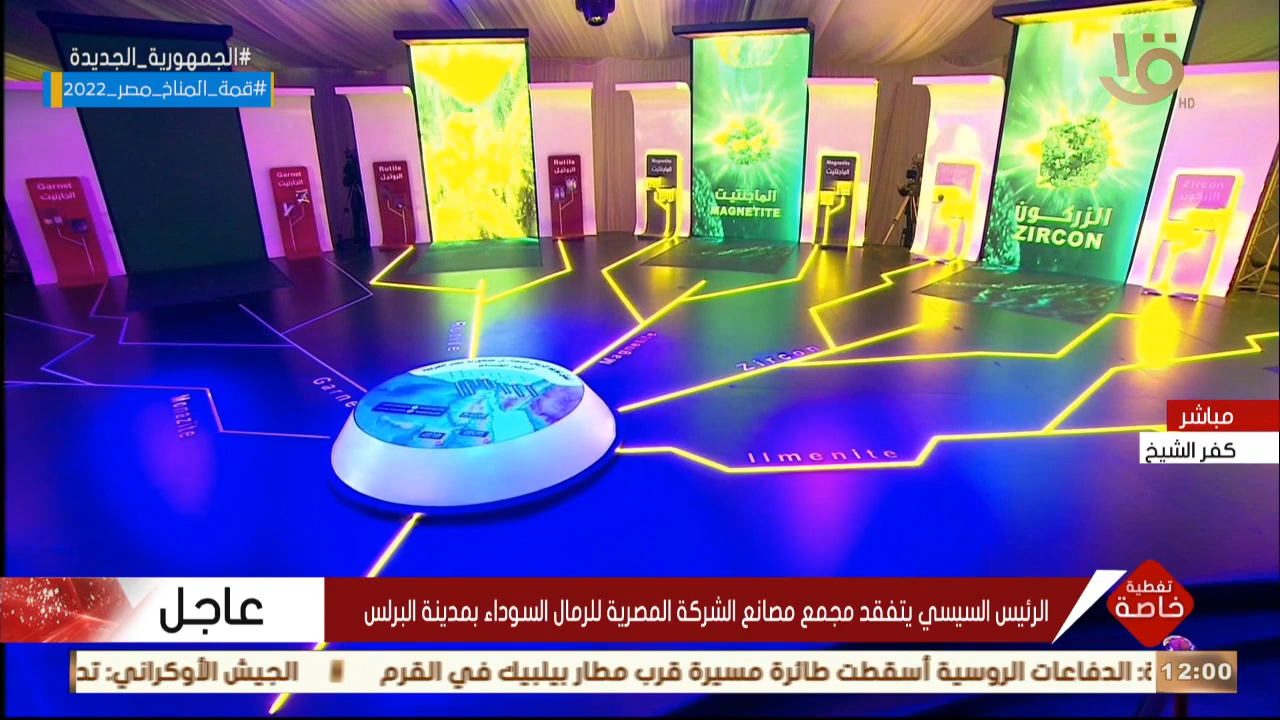 #الجمهورية_الجديدة
#قمة_المناخ_مصر_2022
HD
Garnet
الجارنيت
Garnet
الجارنيت
Rutile
الروتيل
Rutile
الروتيل
Magnetite
الماجنتيت
الماجنتيت
MAGNETITE
Magnetite
الماجنتيت
Zircon
الزركون
الزركون
ZIRCON
Zircon
الزركون
Rutile
Magnetite
Zircon
Garnet
Monazite
Ilmenite
مباشر
كفر الشيخ
تغطية
خاصة
عاجل
الرئيس السيسي يتفقد مجمع مصانع الشركة المصرية للرمال السوداء بمدينة البرلس
12:00
ة: الدفاعات الروسية أسقطت طائرة مسيرة قرب مطار بيلبيك في القرم
الجيش الأوكراني: تد